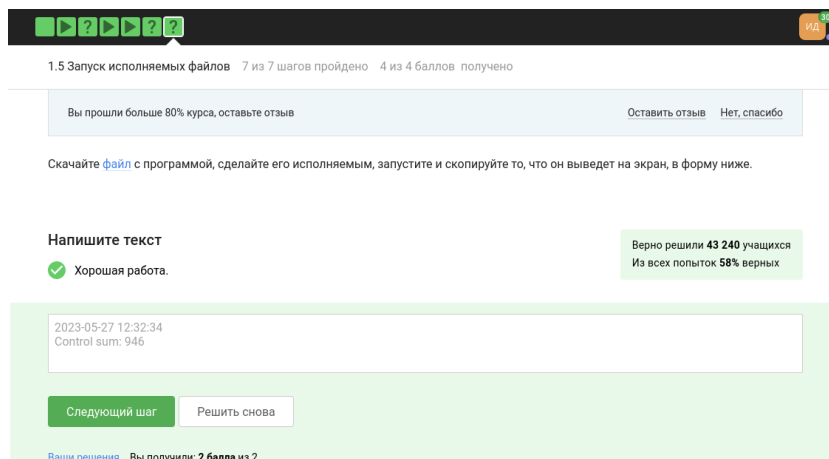 ? ? ?
ИД
30
1.5 Запуск исполняемых файлов 7 из 7 шагов пройдено 4 из 4 баллов получено
Вы прошли больше 80% курса, оставьте отзыв Оставить отзыв Нет, спасибо
Скачайте файл с программой, сделайте его исполняемым, запустите и скопируйте то, что он выведет на экран, в форму ниже.
Напишите текст
Верно решили 43 240 учащихся
Из всех попыток 58% верных
Хорошая работа.
2023-05-27 12:32:34
Control sum: 946
Следующий шаг Решить снова
Ваши решения Вы получили: 2 балла из 2